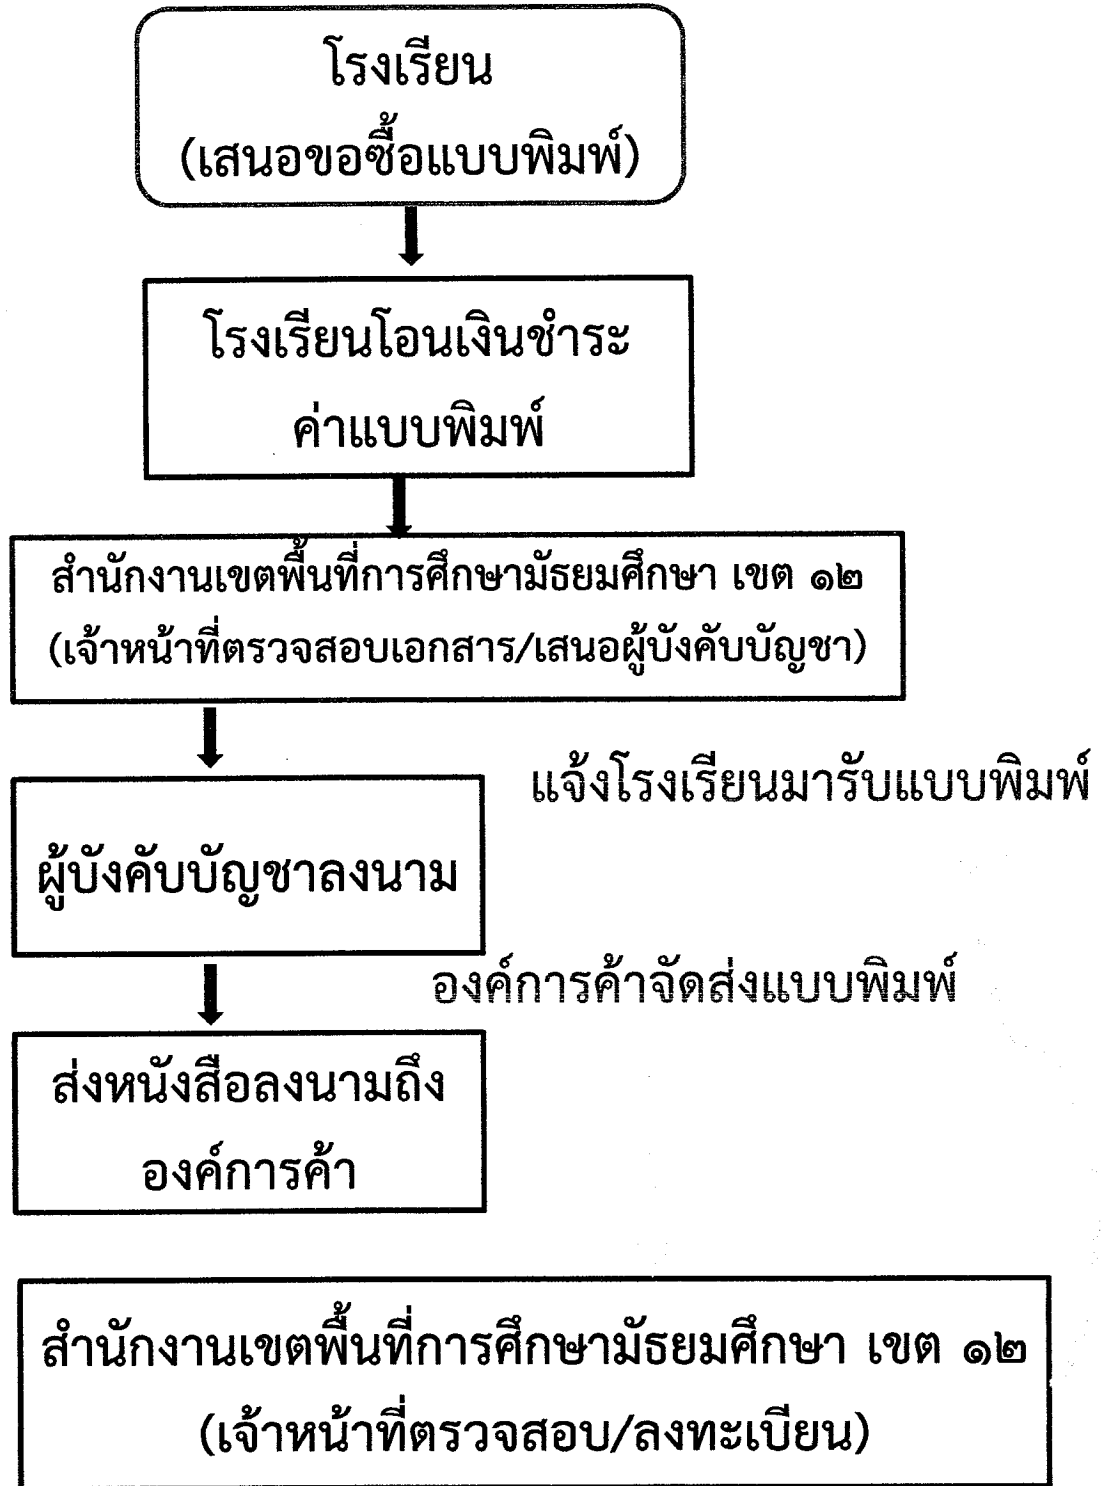 โรงเรียน
(เสนอขอซื้อแบบพิมพ์)
โรงเรียนโอนเงินชำระ
ค่าแบบพิมพ์
สำนักงานเขตพื้นที่การศึกษามัธยมศึกษา เขต ๑๒
(เจ้าหน้าที่ตรวจสอบเอกสาร/เสนอผู้บังคับบัญชา)
แจ้งโรงเรียนมารับแบบพิมพ์
ผู้บังคับบัญชาลงนาม
องค์การค้าจัดส่งแบบพิมพ์
ส่งหนังสือลงนามถึง
องค์การค้า
สำนักงานเขตพื้นที่การศึกษามัธยมศึกษา เขต ๑๒
(เจ้าหน้าที่ตรวจสอบ/ลงทะเบียน)